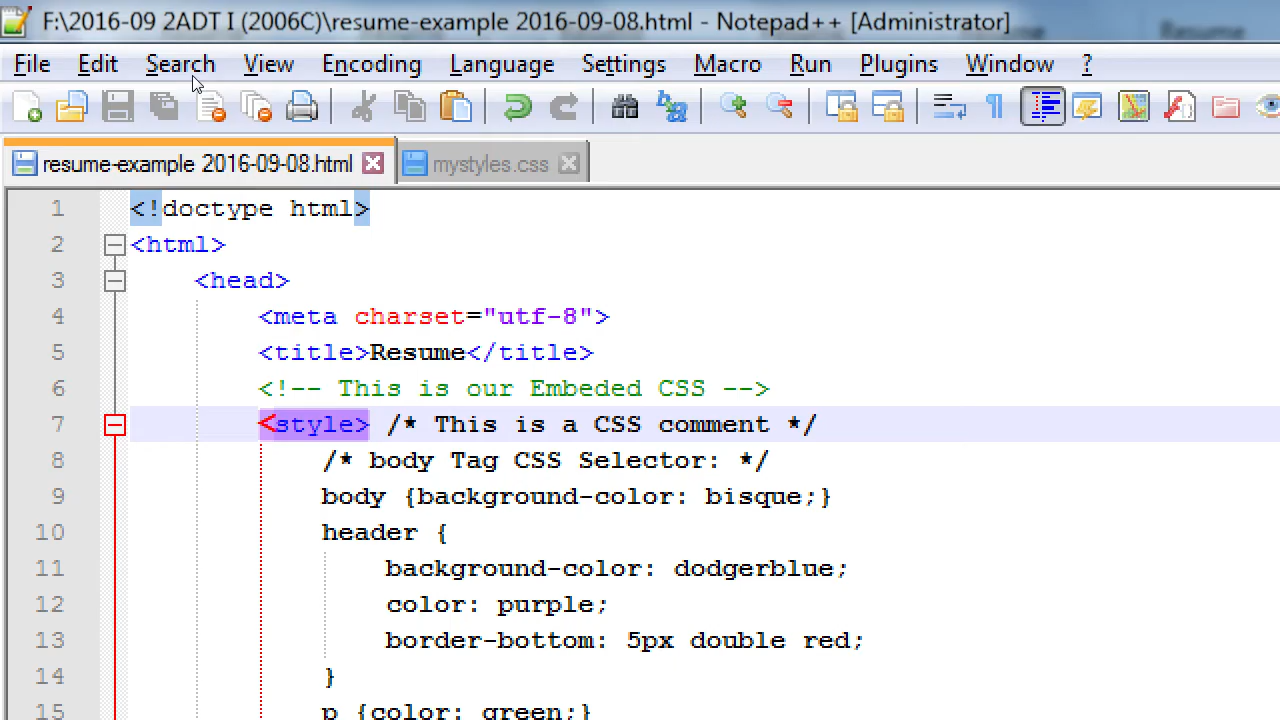 F:\2016-09 2ADT I (2006C)\resume-example 2016-09-08.html - Notepad++ [Administrator]
File Edit Search View Encoding Language Settings Macro Run Plugins Window ?
resume-example 2016-09-08.html mystyles.css
1 <!doctype html>
2 <html>
3 <head>
4 <meta charset="utf-8">
5 <title>Resume</title>
6 <!-- This is our Embeded CSS -->
7 <style> /* This is a CSS comment */
8 /* body Tag CSS Selector: */
9 body {background-color: bisque;}
10 header {
11 background-color: dodgerblue;
12 color: purple;
13 border-bottom: 5px double red;
14 }
15 p {color: green;}